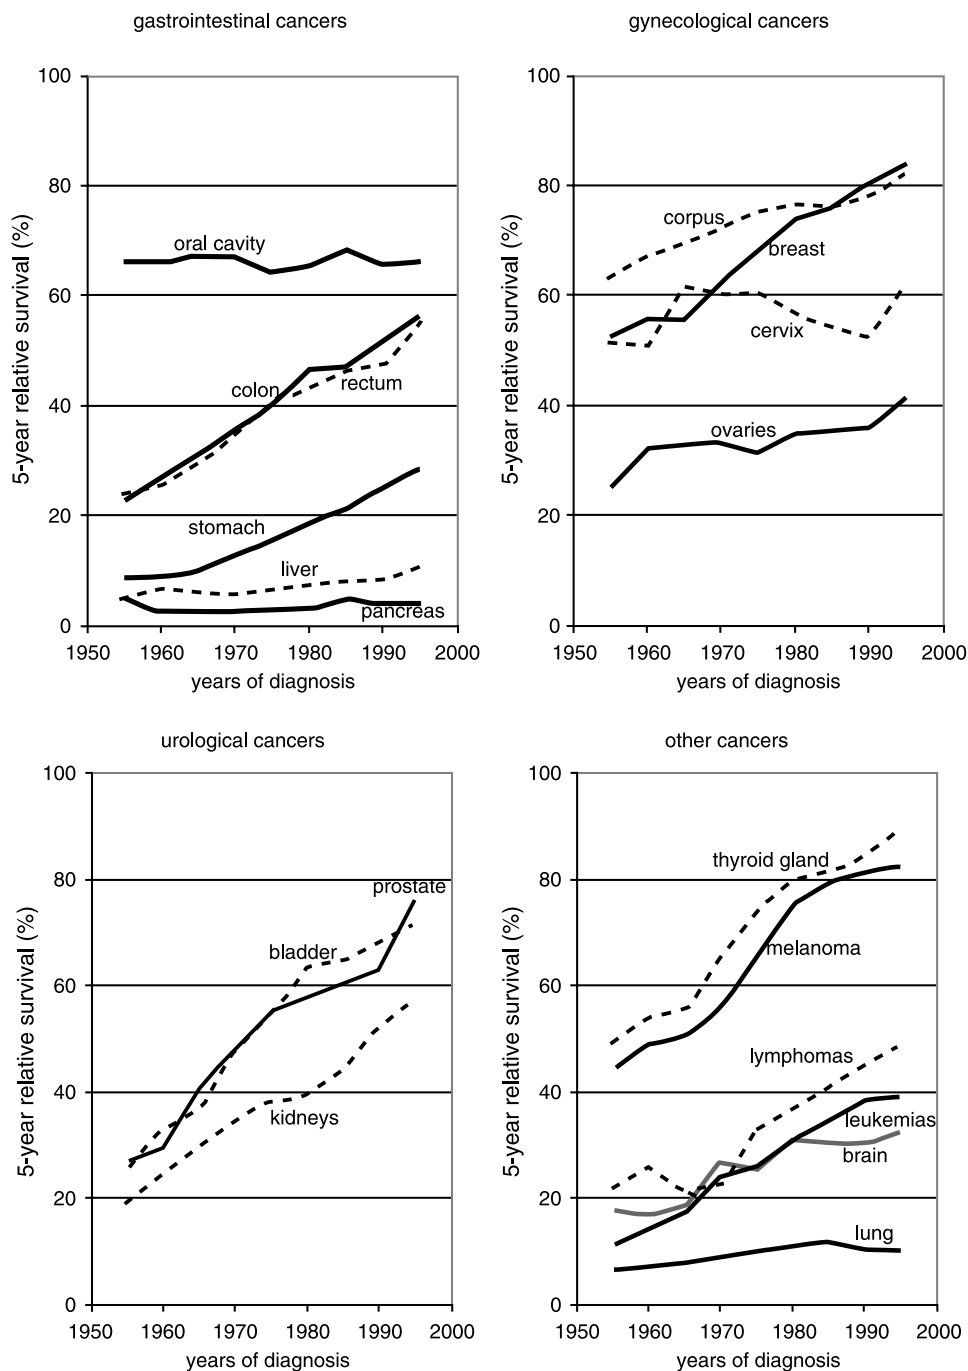 gastrointestinal cancers
5-year relative survival (%)
100
80
60
40
20
0
oral cavity
colon
rectum
stomach
liver
pancreas
1950 1960 1970 1980 1990 2000
years of diagnosis
gynecological cancers
5-year relative survival (%)
100
80
60
40
20
0
corpus
breast
cervix
ovaries
1950 1960 1970 1980 1990 2000
years of diagnosis
urological cancers
5-year relative survival (%)
100
80
60
40
20
0
prostate
bladder
kidneys
1950 1960 1970 1980 1990 2000
years of diagnosis
other cancers
5-year relative survival (%)
100
80
60
40
20
0
thyroid gland
melanoma
lymphomas
leukemias
brain
lung
1950 1960 1970 1980 1990 2000
years of diagnosis